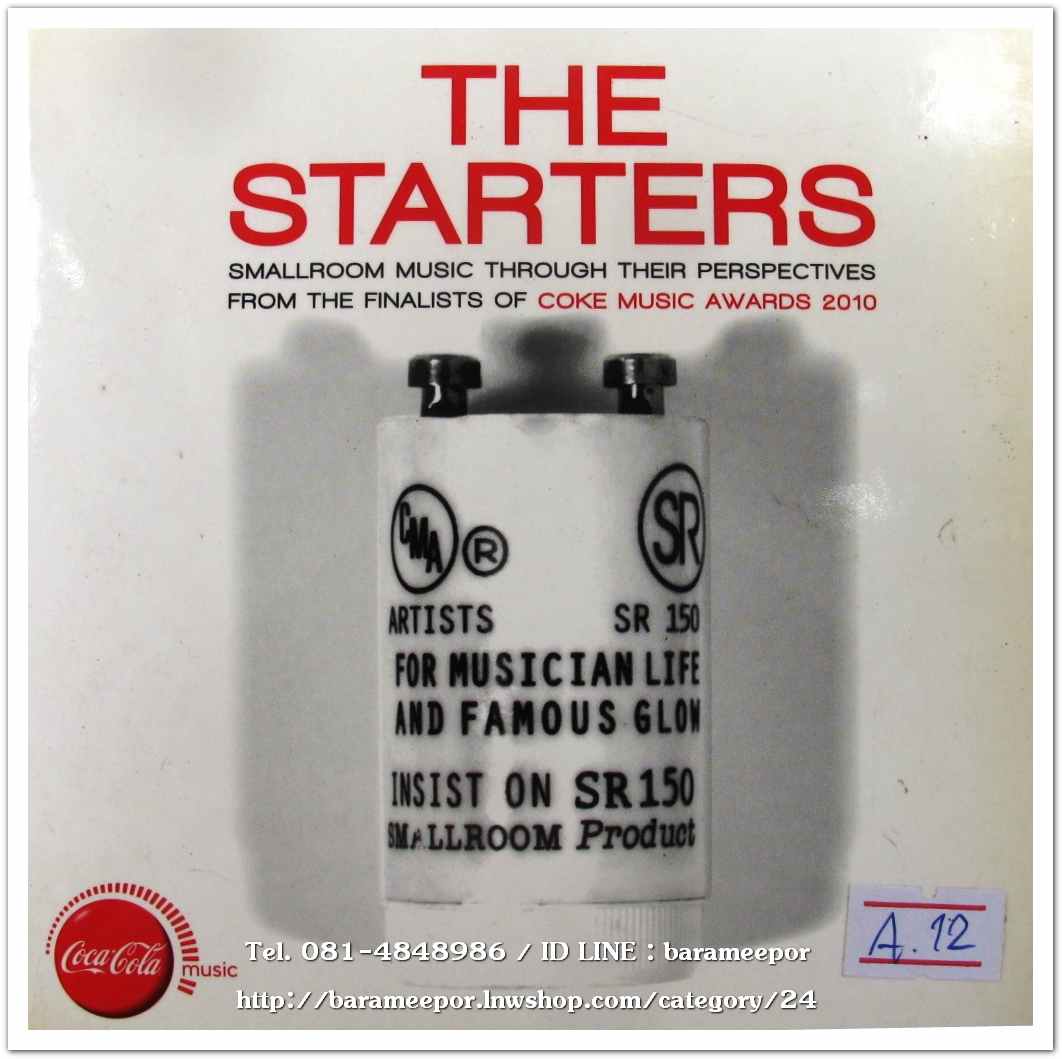 THE
STARTERS
SMALLROOM MUSIC THROUGH THEIR PERSPECTIVES
FROM THE FINALISTS OF COKE MUSIC AWARDS 2010
CMA ® SR
ARTISTS SR 150
FOR MUSICIAN LIFE
AND FAMOUS GLOW
INSIST ON SR150
SMALLROOM Product
Coca-Cola music
A.12
Tel. 081-4848986 / ID LINE : barameepor
http://barameepor.lnwshop.com/category/24